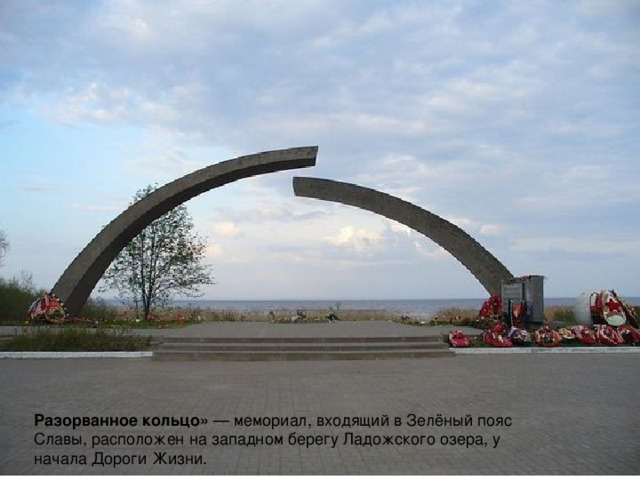 Разорванное кольцо» — мемориал, входящий в Зелёный пояс
Славы, расположен на западном берегу Ладожского озера, у
начала Дороги Жизни.